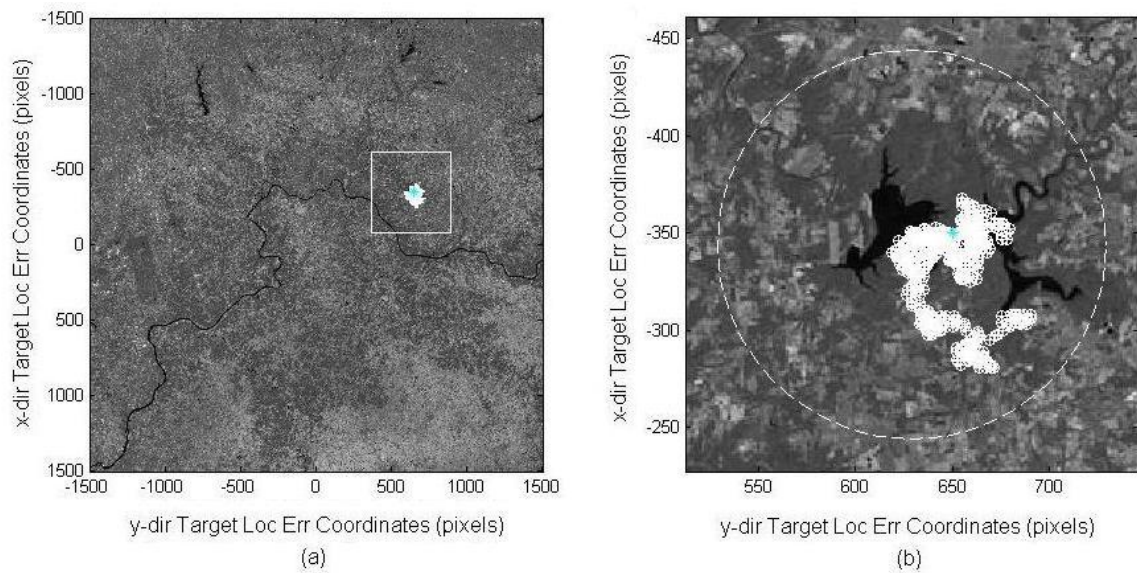 -1500
-1000
-500
0
500
1000
1500
x-dir Target Loc Err Coordinates (pixels)
-1500 -1000 -500 0 500 1000 1500
y-dir Target Loc Err Coordinates (pixels)
(a)
-450
-400
-350
-300
-250
x-dir Target Loc Err Coordinates (pixels)
550 600 650 700
y-dir Target Loc Err Coordinates (pixels)
(b)